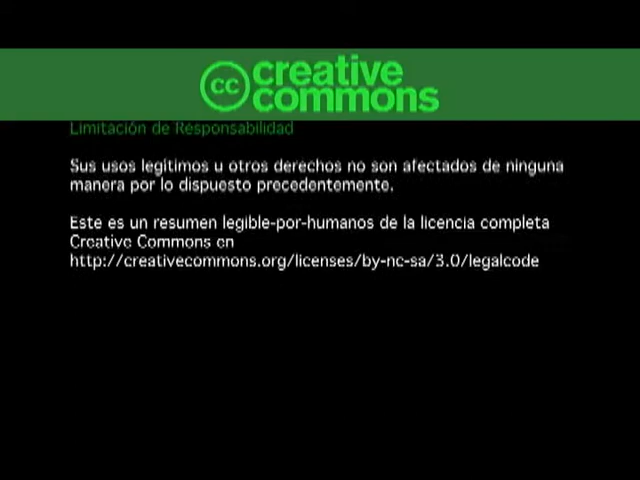 cc creative
commons
Limitación de Responsabilidad
Sus usos legítimos u otros derechos no son afectados de ninguna
manera por lo dispuesto precedentemente.
Este es un resumen legible-por-humanos de la licencia completa
Creative Commons en
http://creativecommons.org/licenses/by-nc-sa/3.0/legalcode